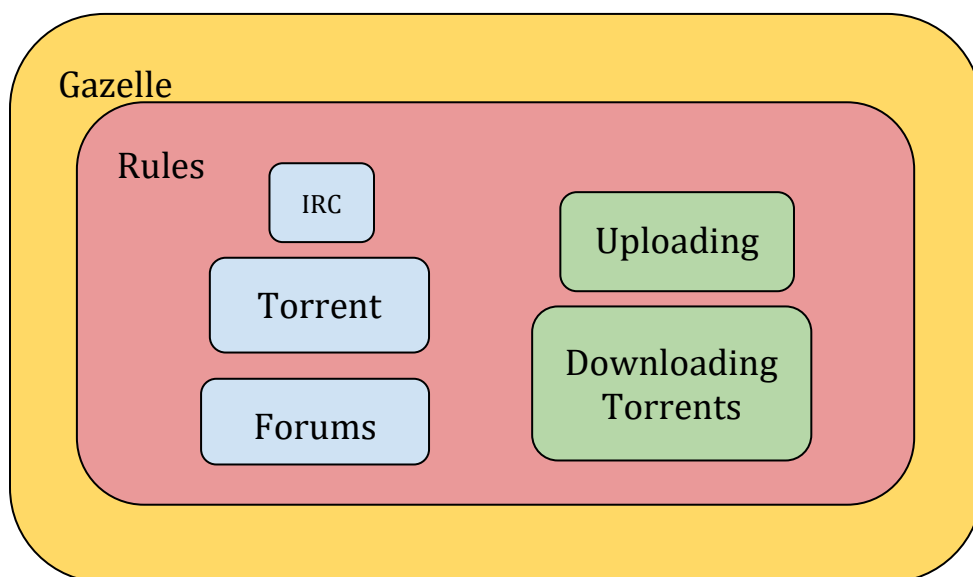 Gazelle
Rules
IRC
Torrent
Forums
Uploading
Downloading
Torrents